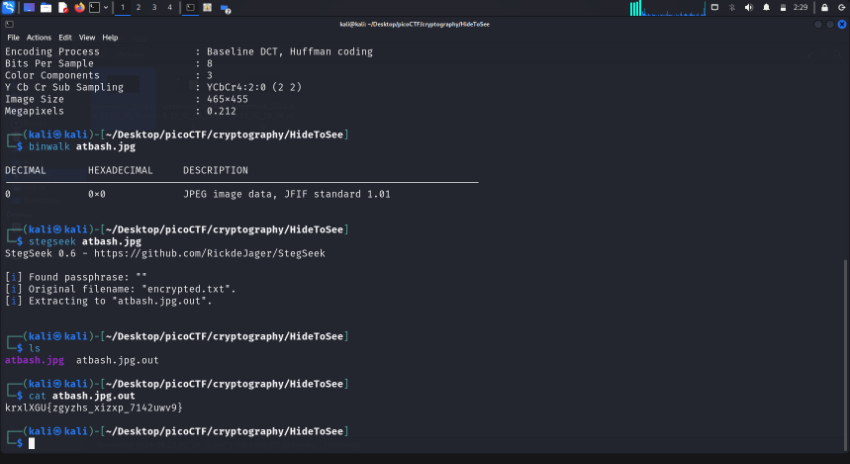 1 2 3 4
2:29
kali@kali: ~/Desktop/picoCTF/cryptography/HideToSee
File Actions Edit View Help
Encoding Process : Baseline DCT, Huffman coding
Bits Per Sample : 8
Color Components : 3
Y Cb Cr Sub Sampling : YCbCr4:2:0 (2 2)
Image Size : 465×455
Megapixels : 0.212
┌──(kali㉿kali)-[~/Desktop/picoCTF/cryptography/HideToSee]
└─$ binwalk atbash.jpg
DECIMAL HEXADECIMAL DESCRIPTION
0 0×0 JPEG image data, JFIF standard 1.01
┌──(kali㉿kali)-[~/Desktop/picoCTF/cryptography/HideToSee]
└─$ stegseek atbash.jpg
StegSeek 0.6 - https://github.com/RickdeJager/StegSeek
[i] Found passphrase: ""
[i] Original filename: "encrypted.txt".
[i] Extracting to "atbash.jpg.out".
┌──(kali㉿kali)-[~/Desktop/picoCTF/cryptography/HideToSee]
└─$ ls
atbash.jpg atbash.jpg.out
┌──(kali㉿kali)-[~/Desktop/picoCTF/cryptography/HideToSee]
└─$ cat atbash.jpg.out
krxlXGU{zgyzhs_xizxp_7142uwv9}
┌──(kali㉿kali)-[~/Desktop/picoCTF/cryptography/HideToSee]
└─$